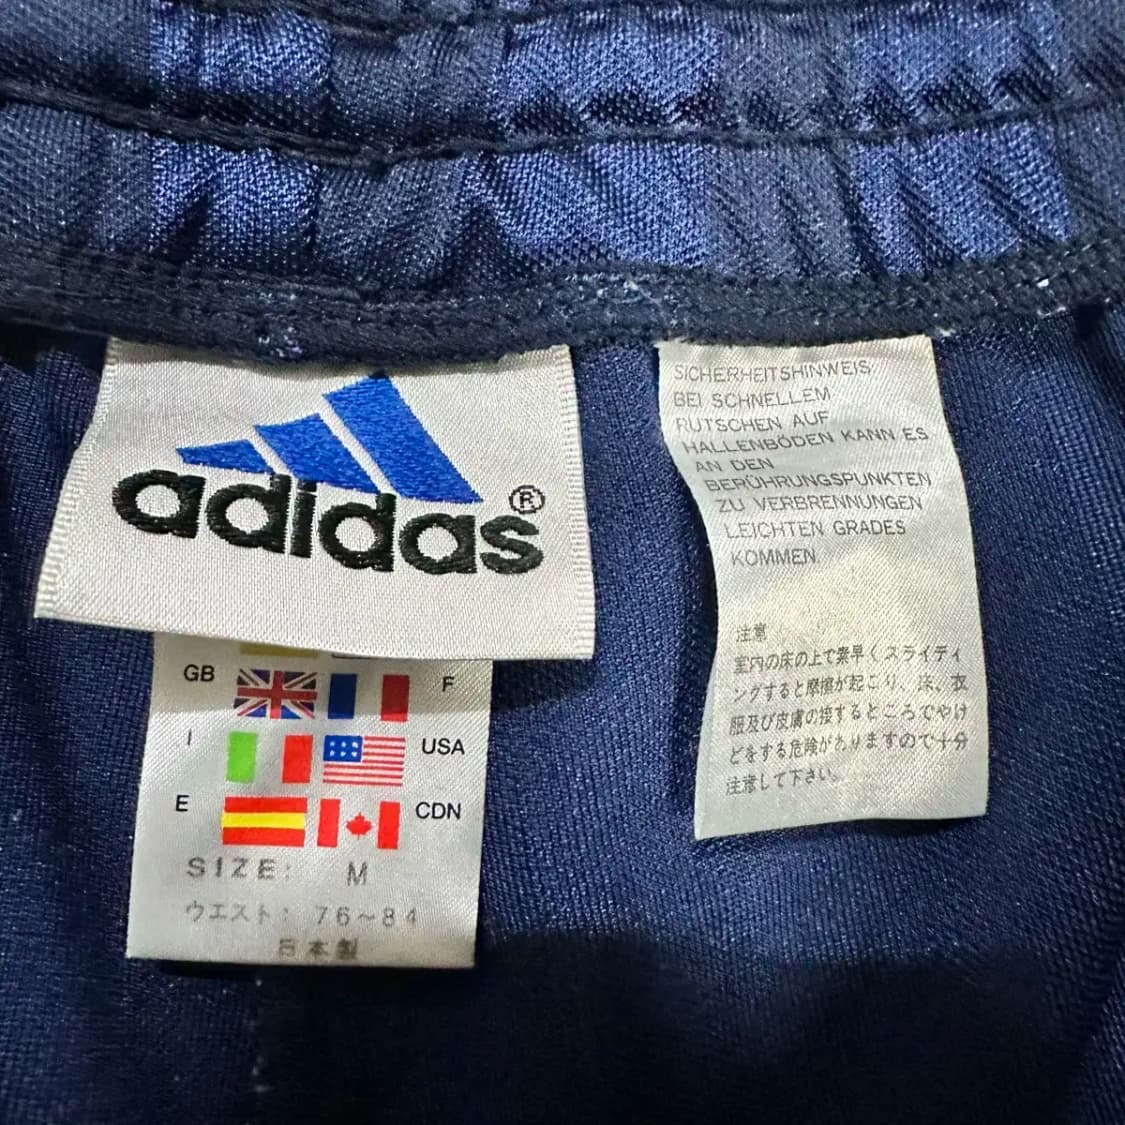 adidas®
GB
F
I
USA
E
CDN
SIZE: M
ウエスト: 76~84
日本製
SICHERHEITSHINWEIS:
BEI SCHNELLEM
RUTSCHEN AUF
HALLENBÖDEN KANN ES
AN DEN
BERÜHRUNGSPUNKTEN
ZU VERBRENNUNGEN
LEICHTEN GRADES
KOMMEN.
注意
室内の床の上で素早くスライディ
ングすると摩擦が起こり、床、衣
服及び皮膚の接するところでやけ
どをする危険がありますので十分
注意して下さい。